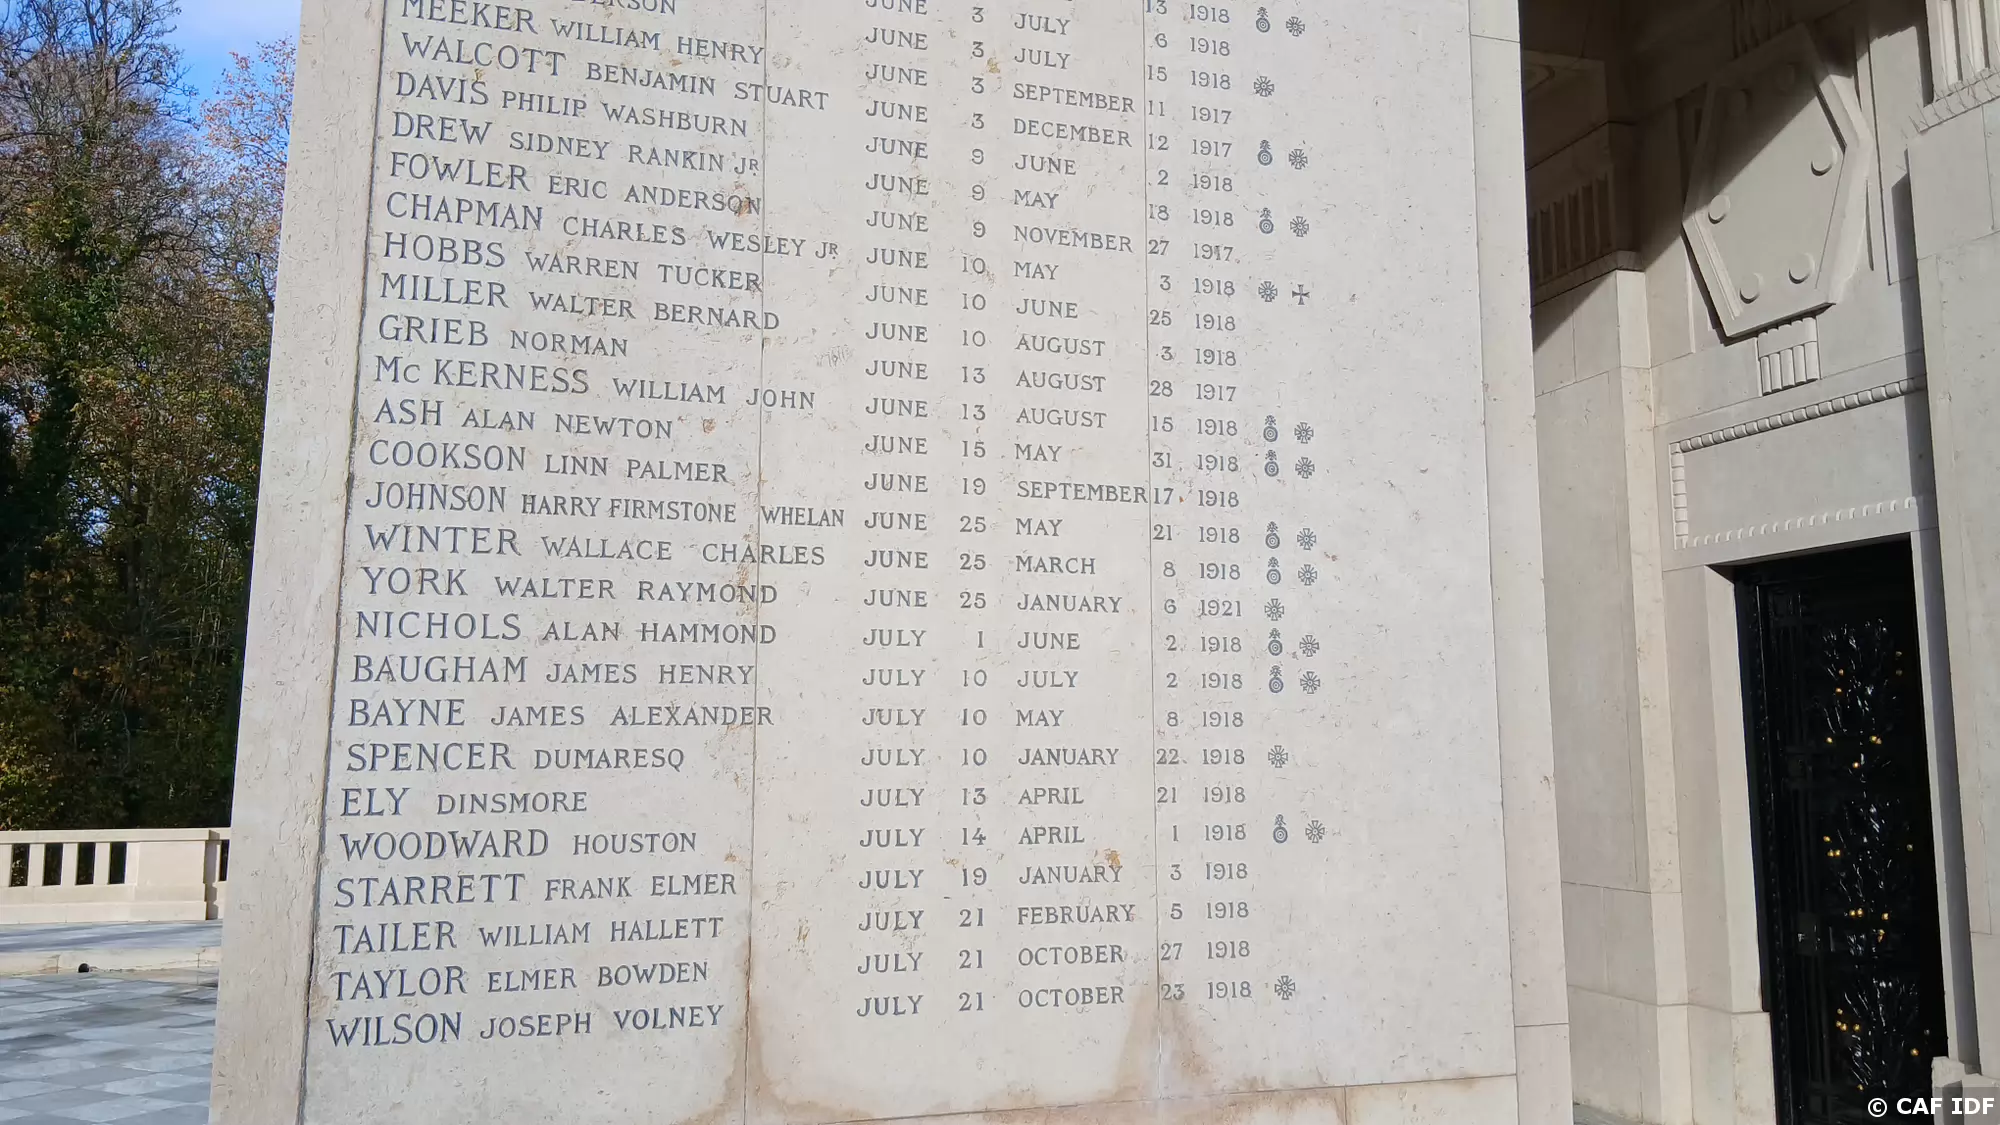 13 1918
JUNE 3 JULY 6 1918
JUNE 3 JULY 15 1918
MEEKER WILLIAM HENRY JUNE 3 SEPTEMBER 11 1917
WALCOTT BENJAMIN STUART JUNE 3 DECEMBER 12 1917
DAVIS PHILIP WASHBURN JUNE 9 JUNE 2 1918
DREW SIDNEY RANKIN JR JUNE 9 MAY 18 1918
FOWLER ERIC ANDERSON JUNE 9 NOVEMBER 27 1917
CHAPMAN CHARLES WESLEY JR JUNE 10 MAY 3 1918
HOBBS WARREN TUCKER JUNE 10 JUNE 25 1918
MILLER WALTER BERNARD JUNE 10 AUGUST 3 1918
GRIEB NORMAN JUNE 13 AUGUST 28 1917
Mc KERNESS WILLIAM JOHN JUNE 13 AUGUST 15 1918
ASH ALAN NEWTON JUNE 15 MAY 31 1918
COOKSON LINN PALMER JUNE 19 SEPTEMBER 17 1918
JOHNSON HARRY FIRMSTONE WHELAN JUNE 25 MAY 21 1918
WINTER WALLACE CHARLES JUNE 25 MARCH 8 1918
YORK WALTER RAYMOND JUNE 25 JANUARY 6 1921
NICHOLS ALAN HAMMOND JULY 1 JUNE 2 1918
BAUGHAM JAMES HENRY JULY 10 JULY 2 1918
BAYNE JAMES ALEXANDER JULY 10 MAY 8 1918
SPENCER DUMARESQ JULY 10 JANUARY 22 1918
ELY DINSMORE JULY 13 APRIL 21 1918
WOODWARD HOUSTON JULY 14 APRIL 1 1918
STARRETT FRANK ELMER JULY 19 JANUARY 3 1918
TAILER WILLIAM HALLETT JULY 21 FEBRUARY 5 1918
TAYLOR ELMER BOWDEN JULY 21 OCTOBER 27 1918
WILSON JOSEPH VOLNEY JULY 21 OCTOBER 23 1918
© CAF IDF